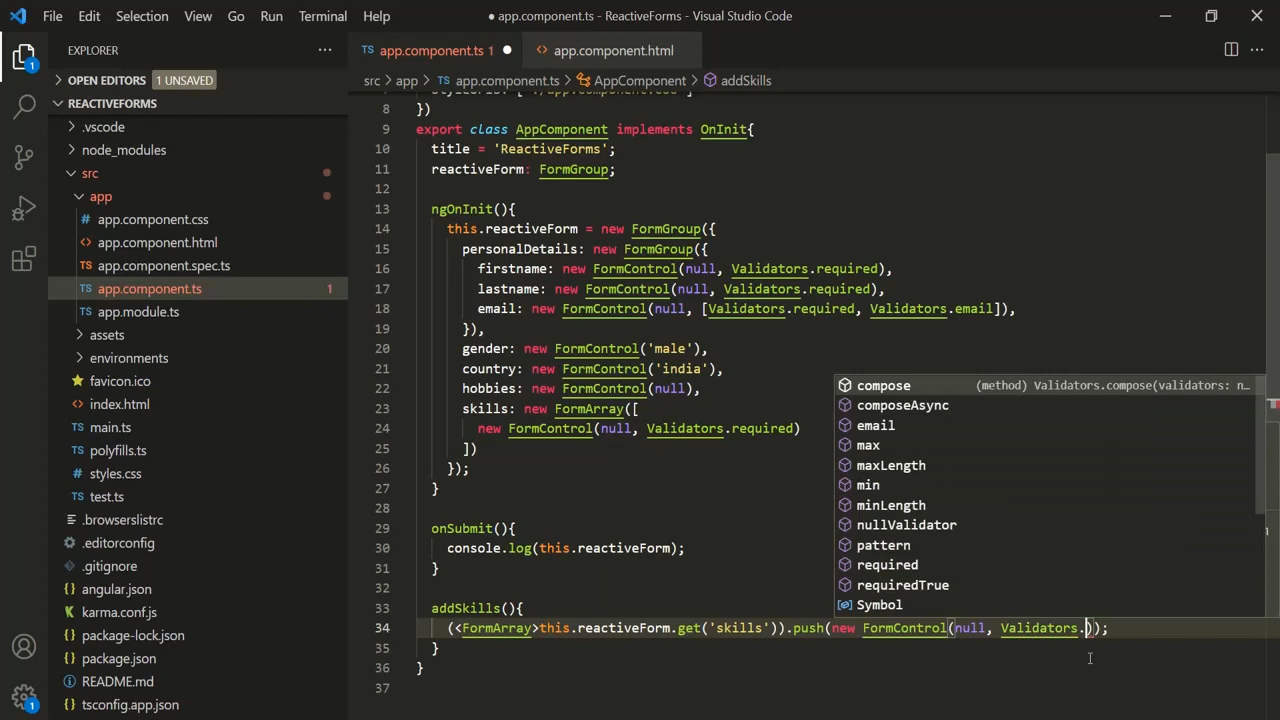 File Edit Selection View Go Run Terminal Help
● app.component.ts - ReactiveForms - Visual Studio Code
EXPLORER
OPEN EDITORS 1 UNSAVED
REACTIVEFORMS
.vscode
node_modules
src
app
app.component.css
app.component.html
app.component.spec.ts
app.component.ts 1
app.module.ts
assets
environments
favicon.ico
index.html
main.ts
polyfills.ts
styles.css
test.ts
.browserslistrc
.editorconfig
.gitignore
angular.json
karma.conf.js
package-lock.json
package.json
README.md
tsconfig.app.json
1
1
TS app.component.ts 1 ●
<> app.component.html
src > app > TS app.component.ts > AppComponent > addSkills
8 })
9 export class AppComponent implements OnInit{
10 title = 'ReactiveForms';
11 reactiveForm: FormGroup;
12
13 ngOnInit(){
14 this.reactiveForm = new FormGroup({
15 personalDetails: new FormGroup({
16 firstname: new FormControl(null, Validators.required),
17 lastname: new FormControl(null, Validators.required),
18 email: new FormControl(null, [Validators.required, Validators.email]),
19 }),
20 gender: new FormControl('male'),
21 country: new FormControl('india'),
22 hobbies: new FormControl(null),
23 skills: new FormArray([
24 new FormControl(null, Validators.required)
25 ])
26 });
27 }
28
29 onSubmit(){
30 console.log(this.reactiveForm);
31 }
32
33 addSkills(){
34 (<FormArray>this.reactiveForm.get('skills')).push(new FormControl(null, Validators.));
35 }
36 }
37
compose (method) Validators.compose(validators: n...
composeAsync
email
max
maxLength
min
minLength
nullValidator
pattern
required
requiredTrue
Symbol